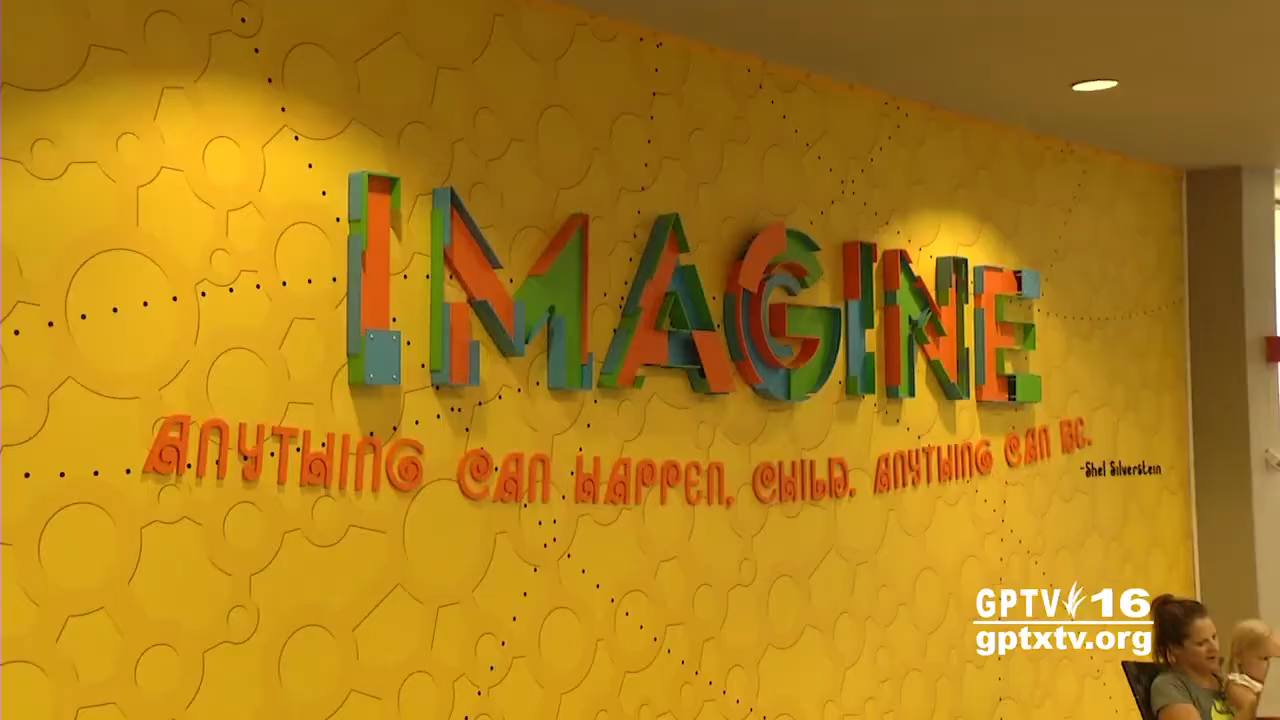 IMAGINE
ANYTHING CAN HAPPEN, CHILD. ANYTHING CAN BE.
-Shel Silverstein
GPTV 16
gptxtv.org